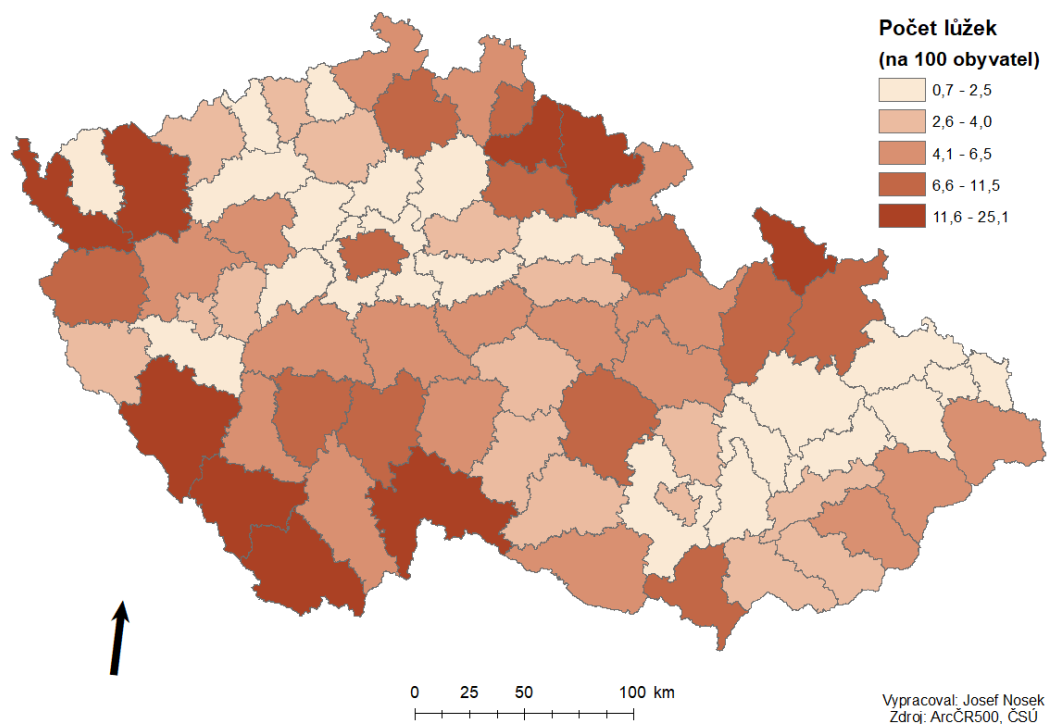 Počet lůžek
(na 100 obyvatel)
0,7 - 2,5
2,6 - 4,0
4,1 - 6,5
6,6 - 11,5
11,6 - 25,1
0 25 50 100 km
Vypracoval: Josef Nosek
Zdroj: ArcČR500, ČSÚ